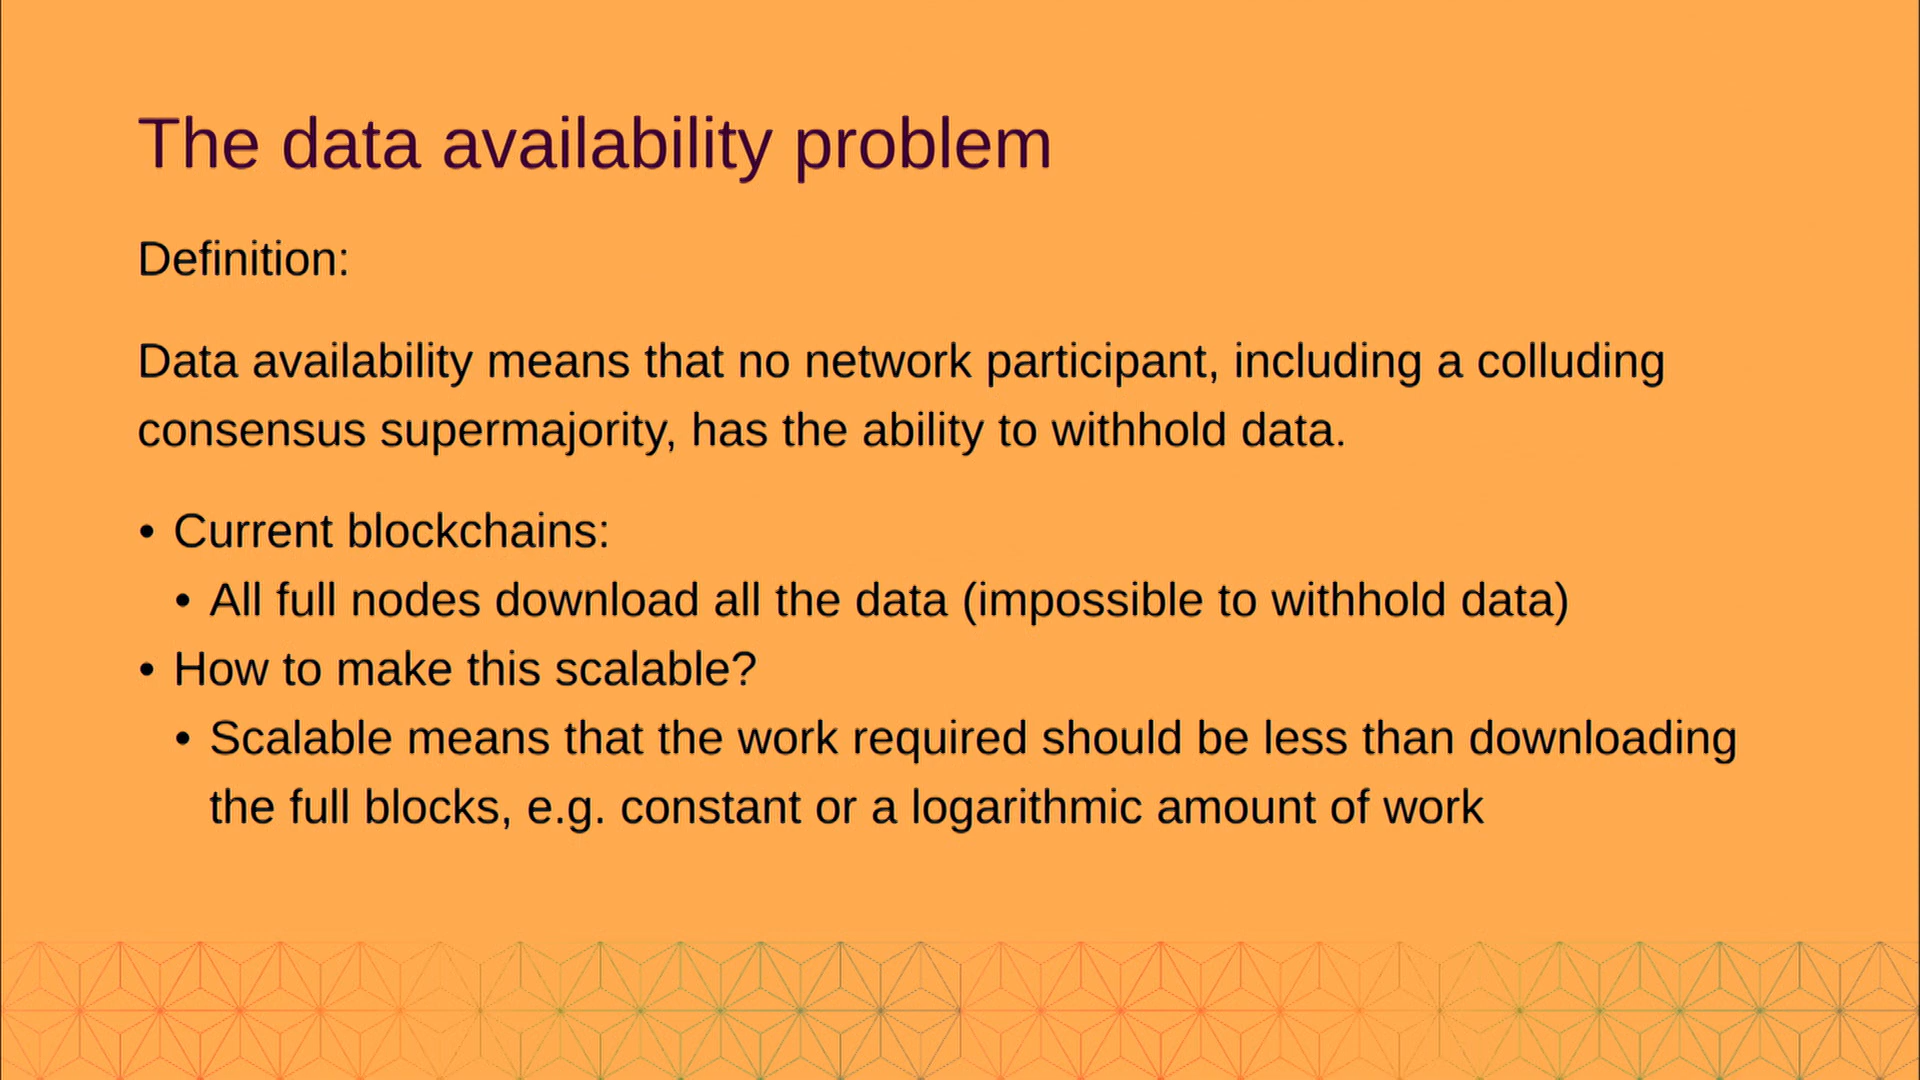 The data availability problem
Definition:
Data availability means that no network participant, including a colluding
consensus supermajority, has the ability to withhold data.
• Current blockchains:
• All full nodes download all the data (impossible to withhold data)
• How to make this scalable?
• Scalable means that the work required should be less than downloading
the full blocks, e.g. constant or a logarithmic amount of work